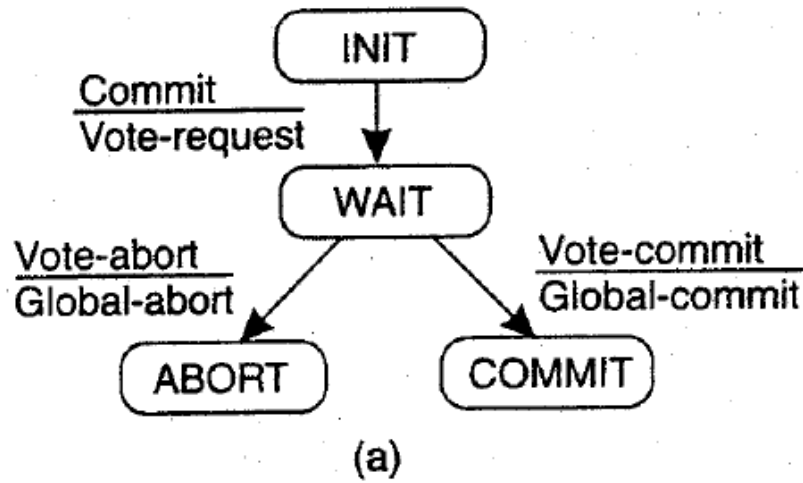 INIT
Commit
Vote-request
WAIT
Vote-abort
Global-abort
Vote-commit
Global-commit
ABORT
COMMIT
(a)